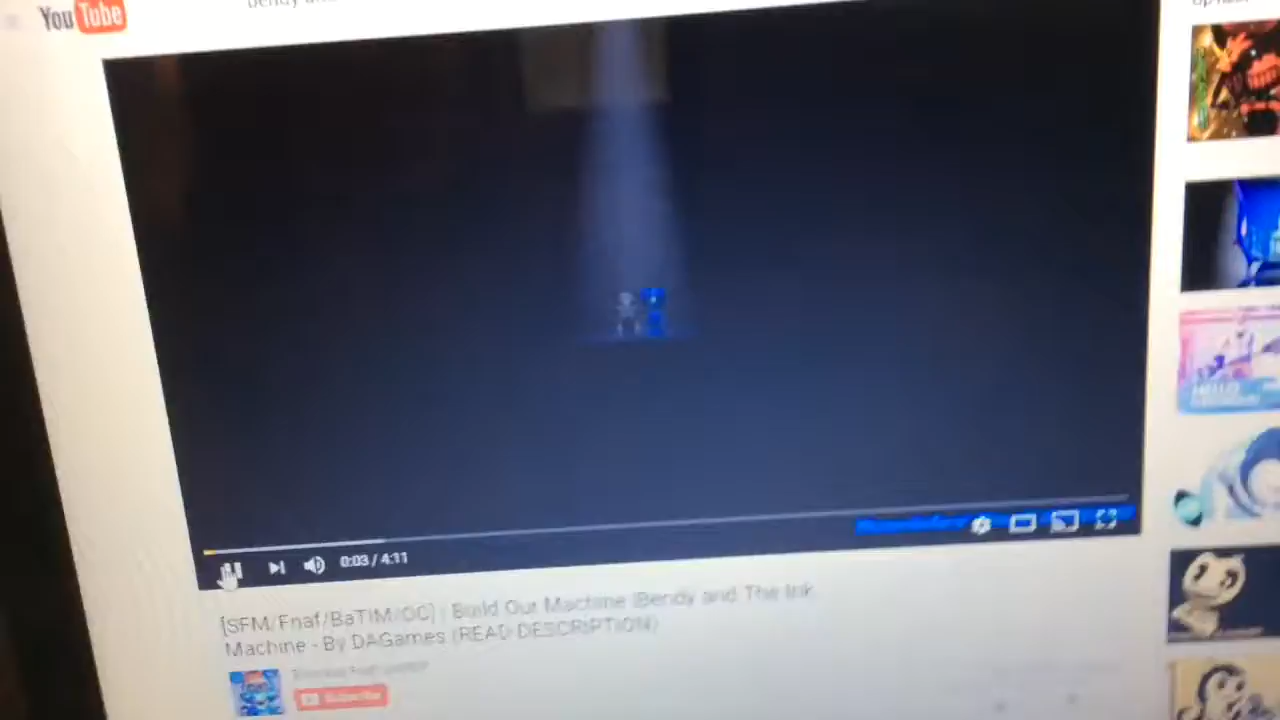 YouTube
0:03 / 4:11
[SFM/Fnaf/BaTIM/OC] : Build Our Machine (Bendy and The Ink
Machine - By DAGames (READ DESCRIPTION)
Subscribe